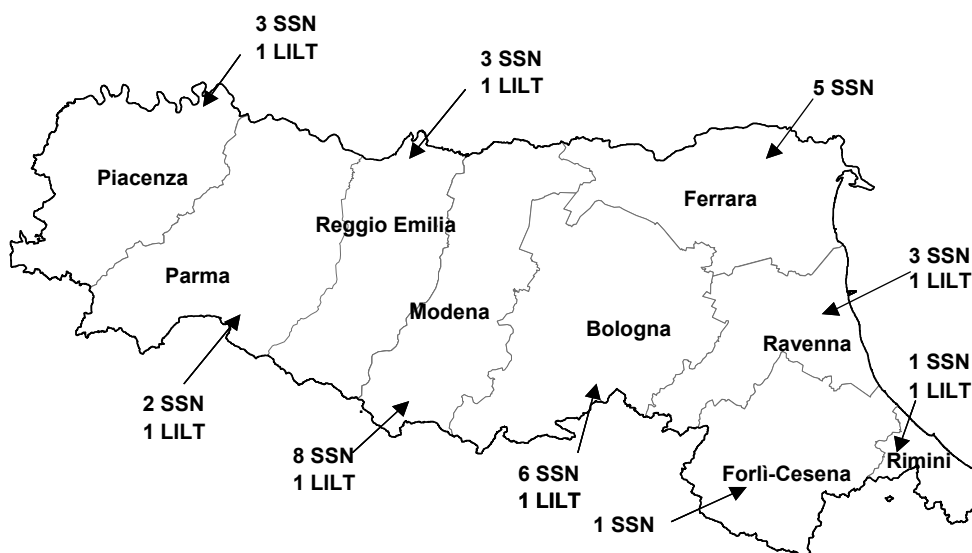 3 SSN
1 LILT
3 SSN
1 LILT
5 SSN
Piacenza
Ferrara
Reggio Emilia
3 SSN
1 LILT
Parma
Modena
Bologna
Ravenna
1 SSN
1 LILT
2 SSN
1 LILT
8 SSN
1 LILT
6 SSN
1 LILT
Forlì-Cesena
Rimini
1 SSN